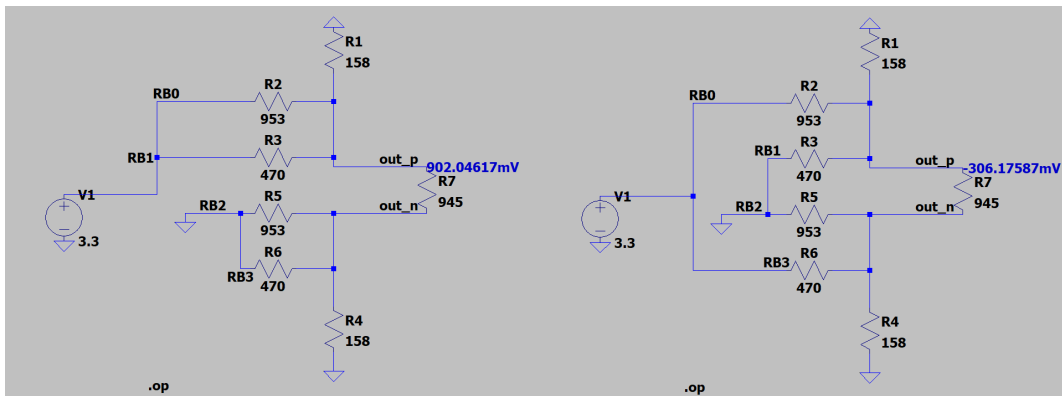 R1
158
R2
RB0
953
R3
RB1
out_p
902.04617mV
470
R7
V1
R5
945
RB2
out_n
953
3.3
R6
RB3
470
R4
158
.op
R1
158
R2
RB0
953
R3
RB1
out_p
-306.17587mV
470
R7
V1
R5
945
RB2
out_n
953
3.3
R6
RB3
470
R4
158
.op